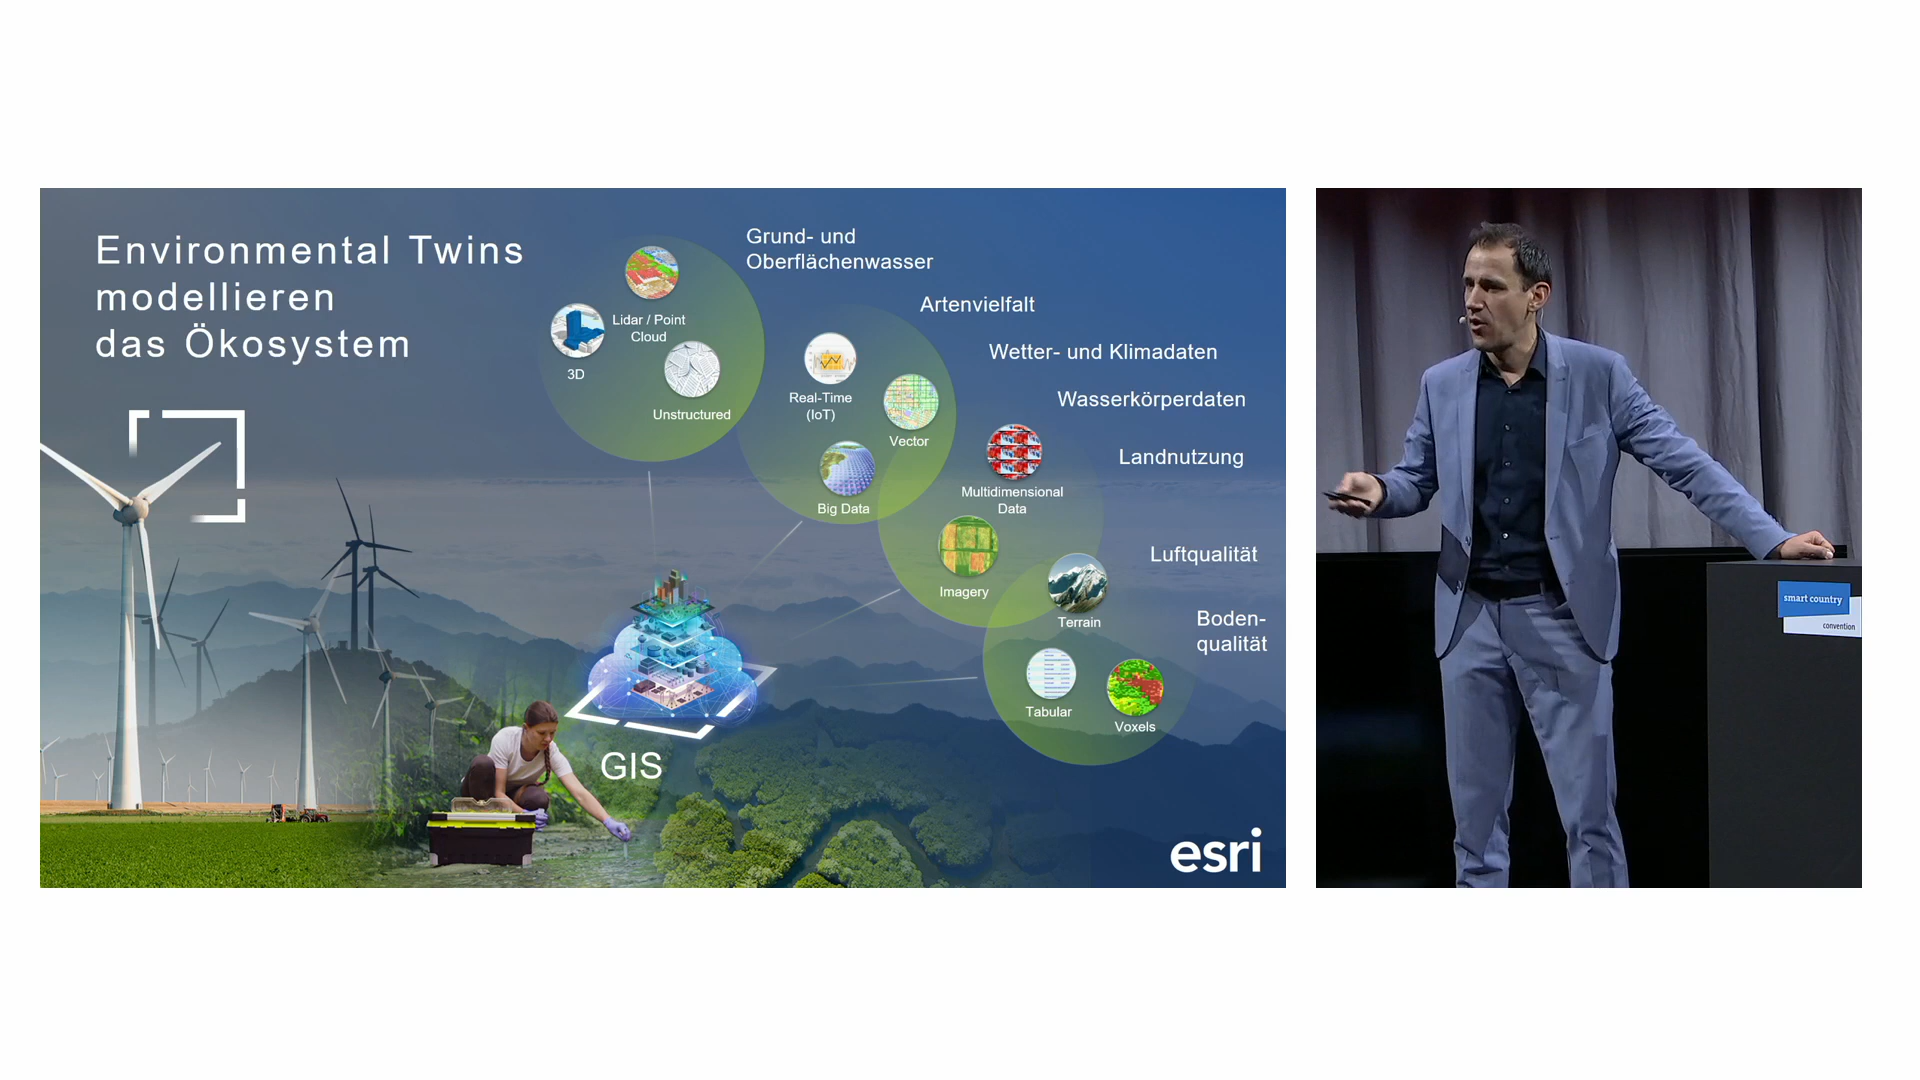 Environmental Twins
modellieren
das Ökosystem
Grund- und
Oberflächenwasser
Artenvielfalt
Wetter- und Klimadaten
Wasserkörperdaten
Landnutzung
Luftqualität
Boden-
qualität
Lidar / Point
Cloud
3D
Unstructured
Real-Time
(IoT)
Vector
Big Data
Multidimensional
Data
Imagery
Terrain
Tabular
Voxels
GIS
esri
smart country
convention